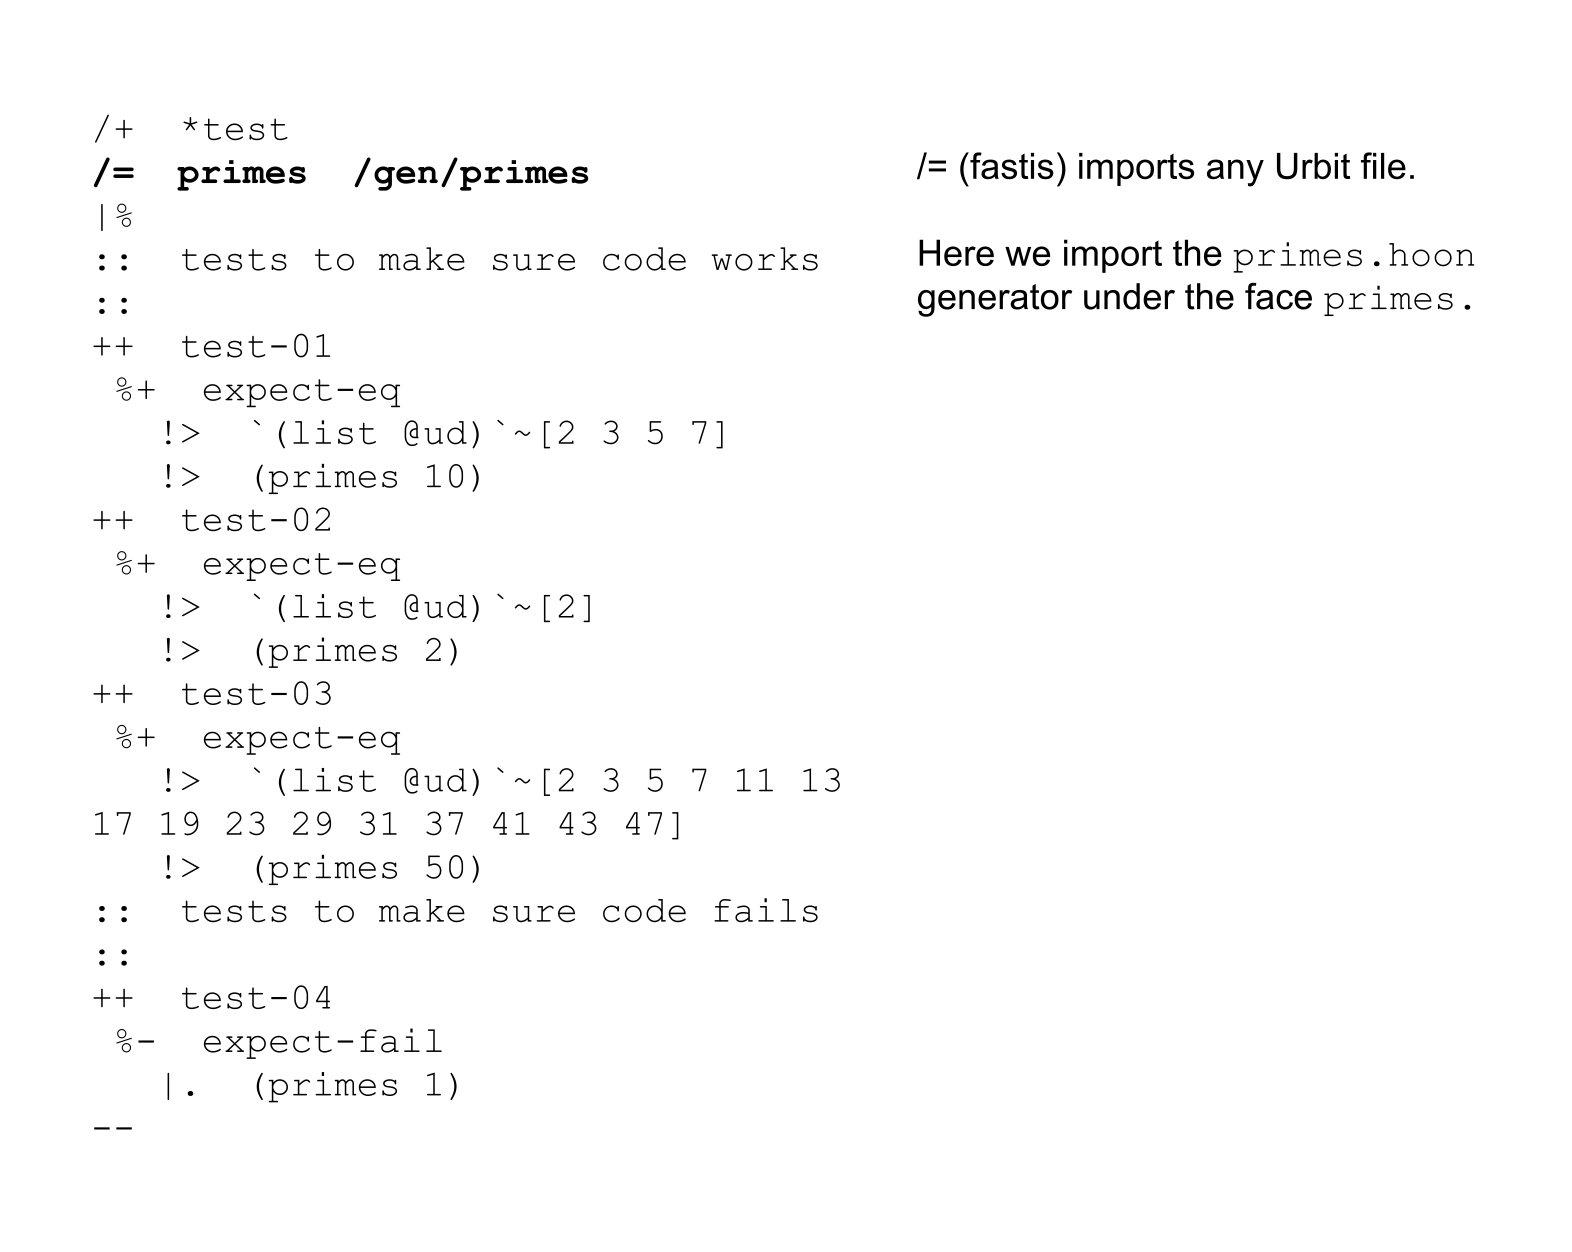 /+  *test
/=  primes  /gen/primes
|%
::  tests to make sure code works
::
++  test-01
 %+  expect-eq
   !>  `(list @ud)`~[2 3 5 7]
   !>  (primes 10)
++  test-02
 %+  expect-eq
   !>  `(list @ud)`~[2]
   !>  (primes 2)
++  test-03
 %+  expect-eq
   !>  `(list @ud)`~[2 3 5 7 11 13
17 19 23 29 31 37 41 43 47]
   !>  (primes 50)
::  tests to make sure code fails
::
++  test-04
 %-  expect-fail
   |.  (primes 1)
--
/= (fastis) imports any Urbit file.
Here we import the primes.hoon
generator under the face primes.